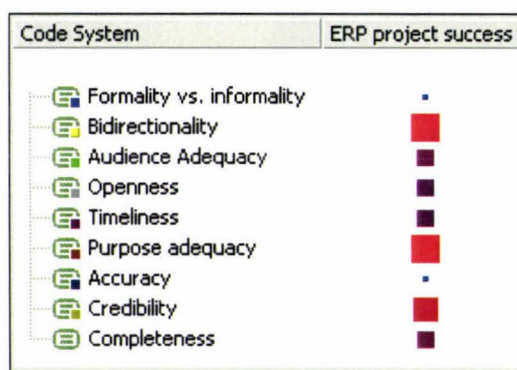 Code System ERP project success
Formality vs. informality
Bidirectionality
Audience Adequacy
Openness
Timeliness
Purpose adequacy
Accuracy
Credibility
Completeness